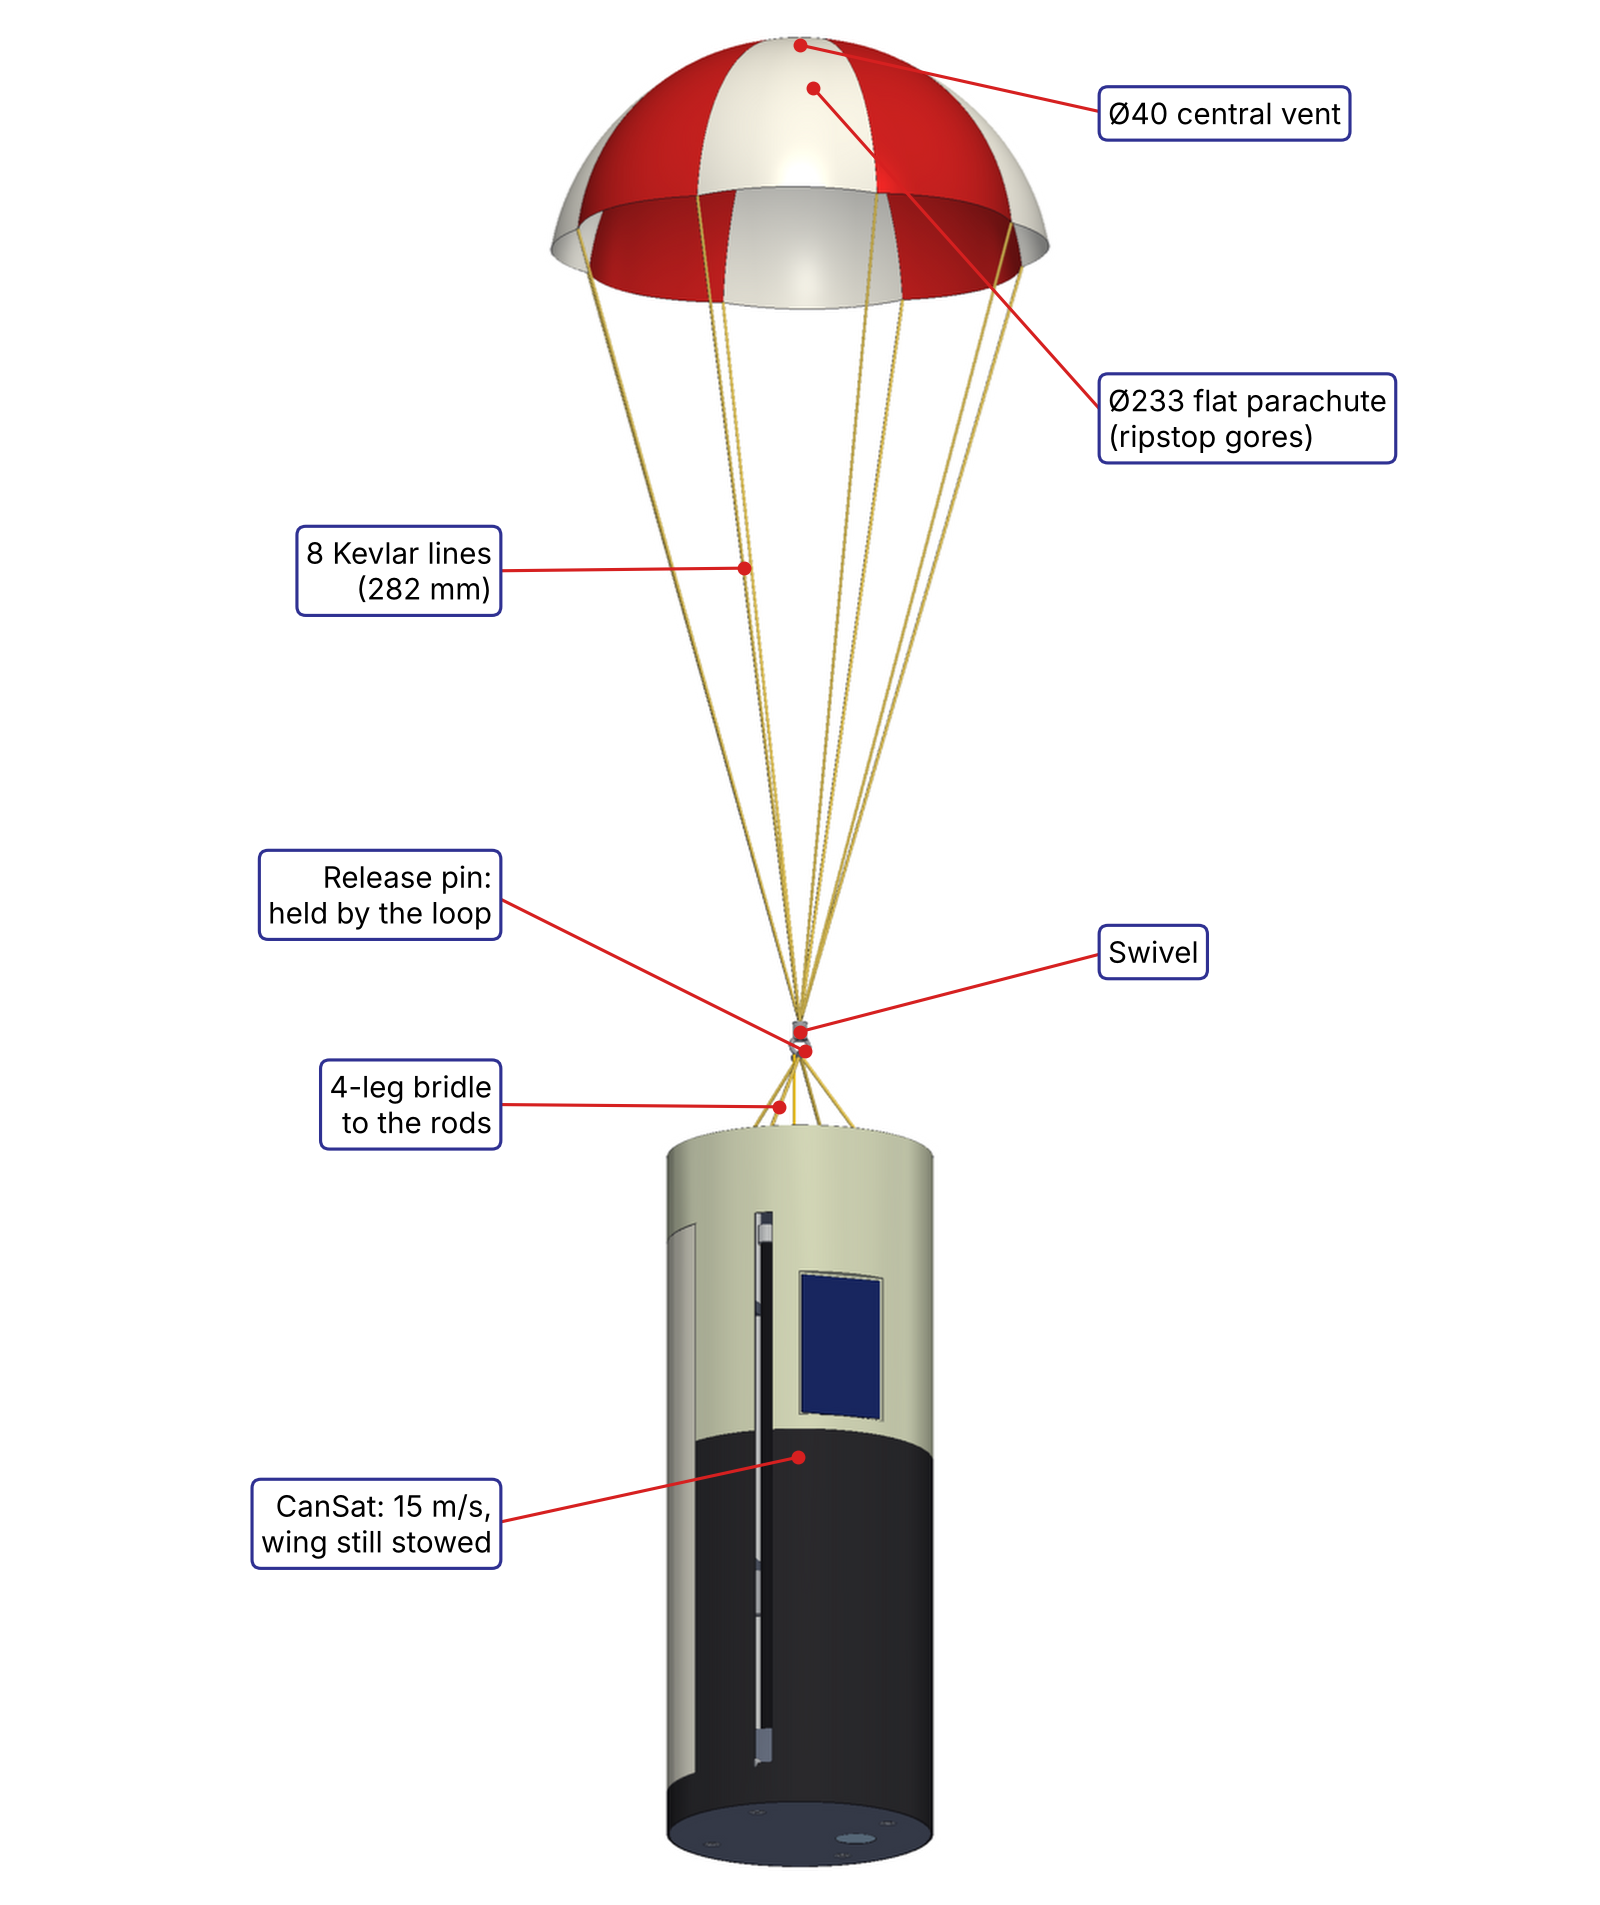 Ø40 central vent
Ø233 flat parachute
(ripstop gores)
8 Kevlar lines
(282 mm)
Release pin:
held by the loop
Swivel
4-leg bridle
to the rods
CanSat: 15 m/s,
wing still stowed